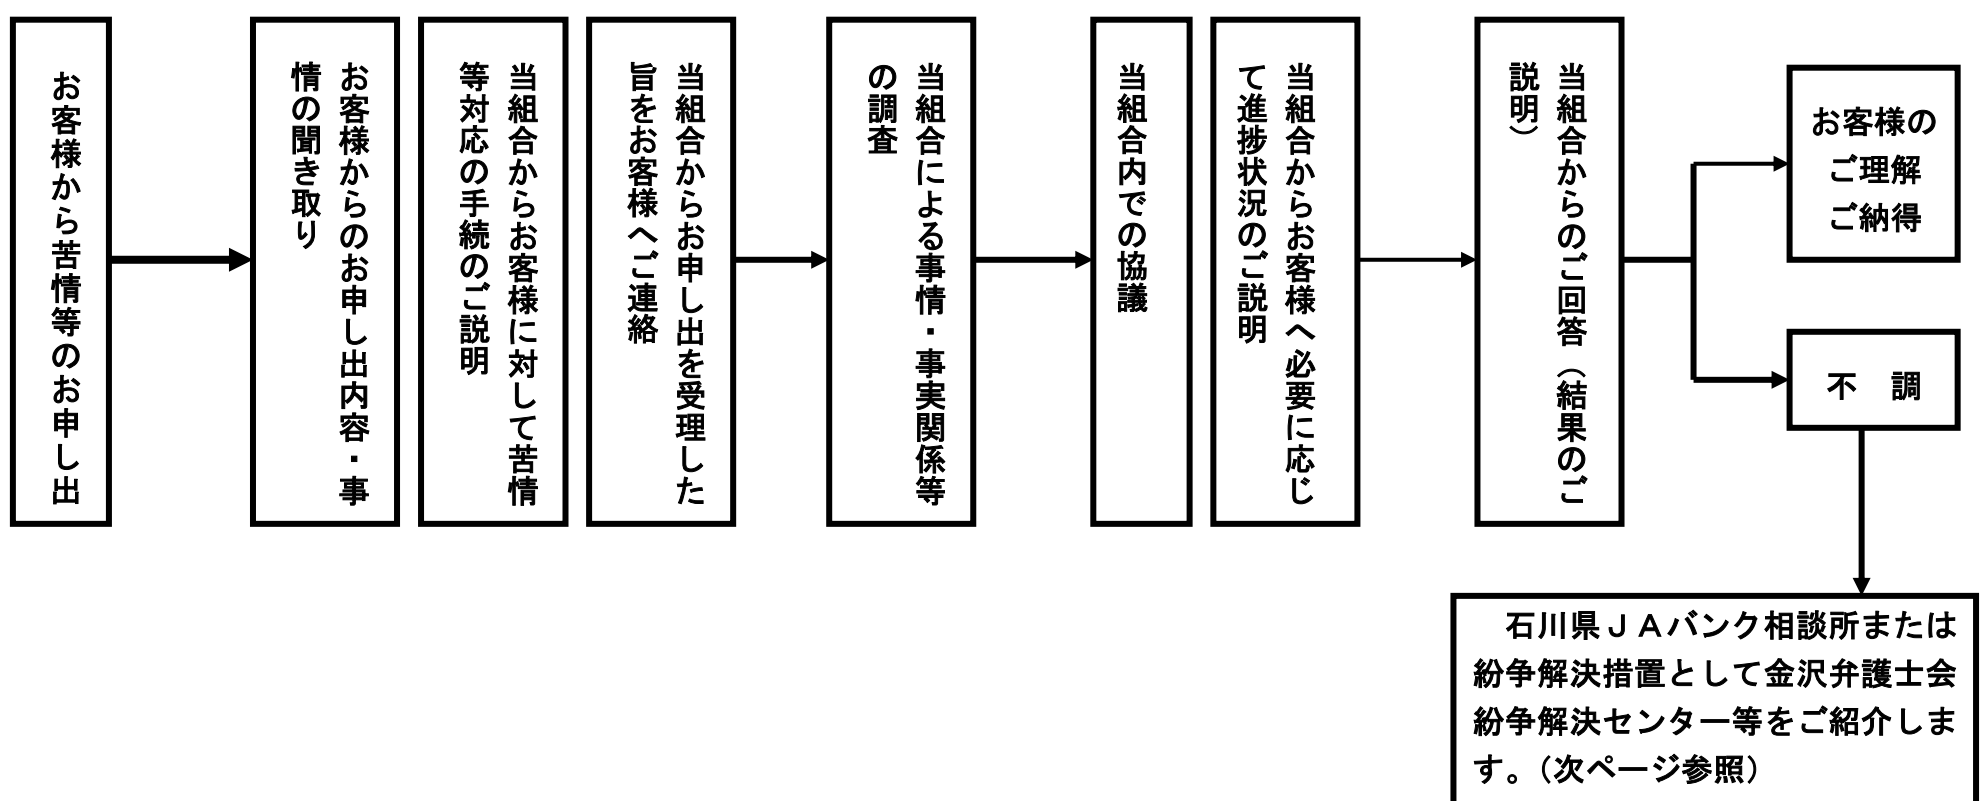 お客様から苦情等のお申し出
お客様からのお申し出内容・事
情の聞き取り
当組合からお客様に対して苦情
等対応の手続のご説明
当組合からお申し出を受理した
旨をお客様へご連絡
当組合による事情・事実関係等
の調査
当組合内での協議
当組合からお客様へ必要に応じ
て進捗状況のご説明
当組合からのご回答（結果のご
説明）
お客様の
ご理解
ご納得
不　調
石川県ＪＡバンク相談所または
紛争解決措置として金沢弁護士会
紛争解決センター等をご紹介しま
す。（次ページ参照）